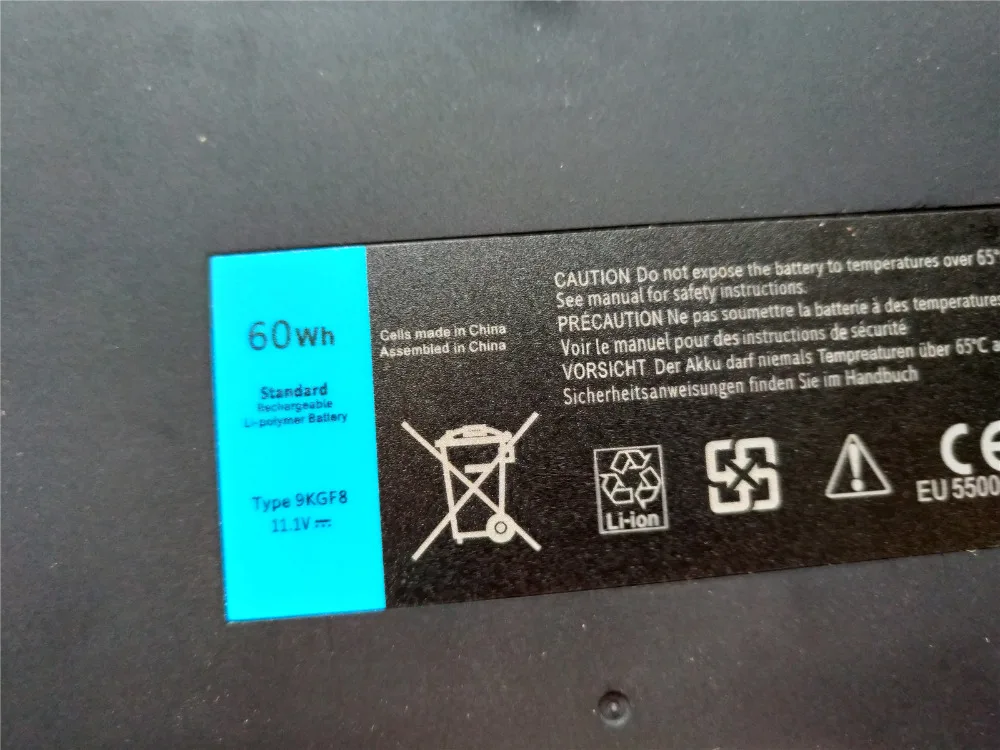 60Wh
Standard
Rechargeable
Li-polymer Battery
Type 9KGF8
11.1V
Cells made in China
Assembled in China
CAUTION Do not expose the battery to temperatures over 65°
See manual for safety instructions.
PRÉCAUTION Ne pas soumettre la batterie à des temperatures
Voir le manuel pour des instructions de sécurité
VORSICHT Der Akku darf niemals Tempreaturen über 65°C a
Sicherheitsanweisungen finden Sie im Handbuch
Li-ion
CE
EU 5500